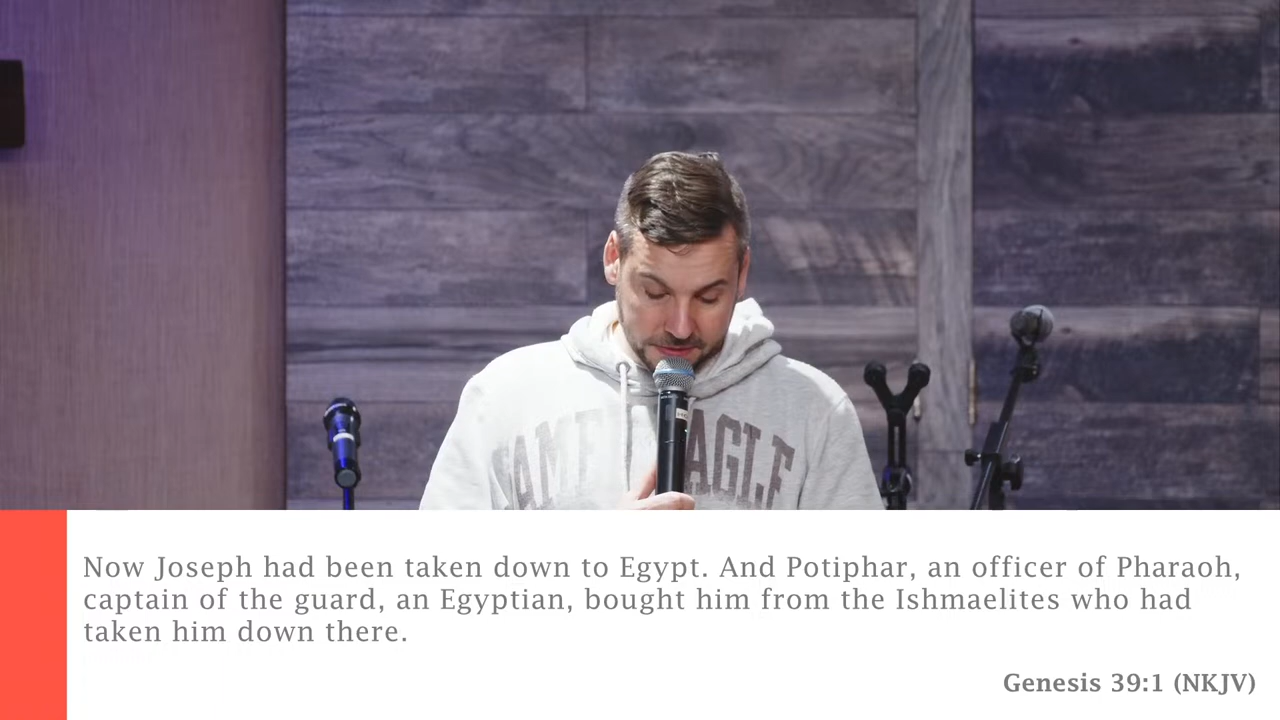 AGLE
Now Joseph had been taken down to Egypt. And Potiphar, an officer of Pharaoh,
captain of the guard, an Egyptian, bought him from the Ishmaelites who had
taken him down there.
Genesis 39:1 (NKJV)